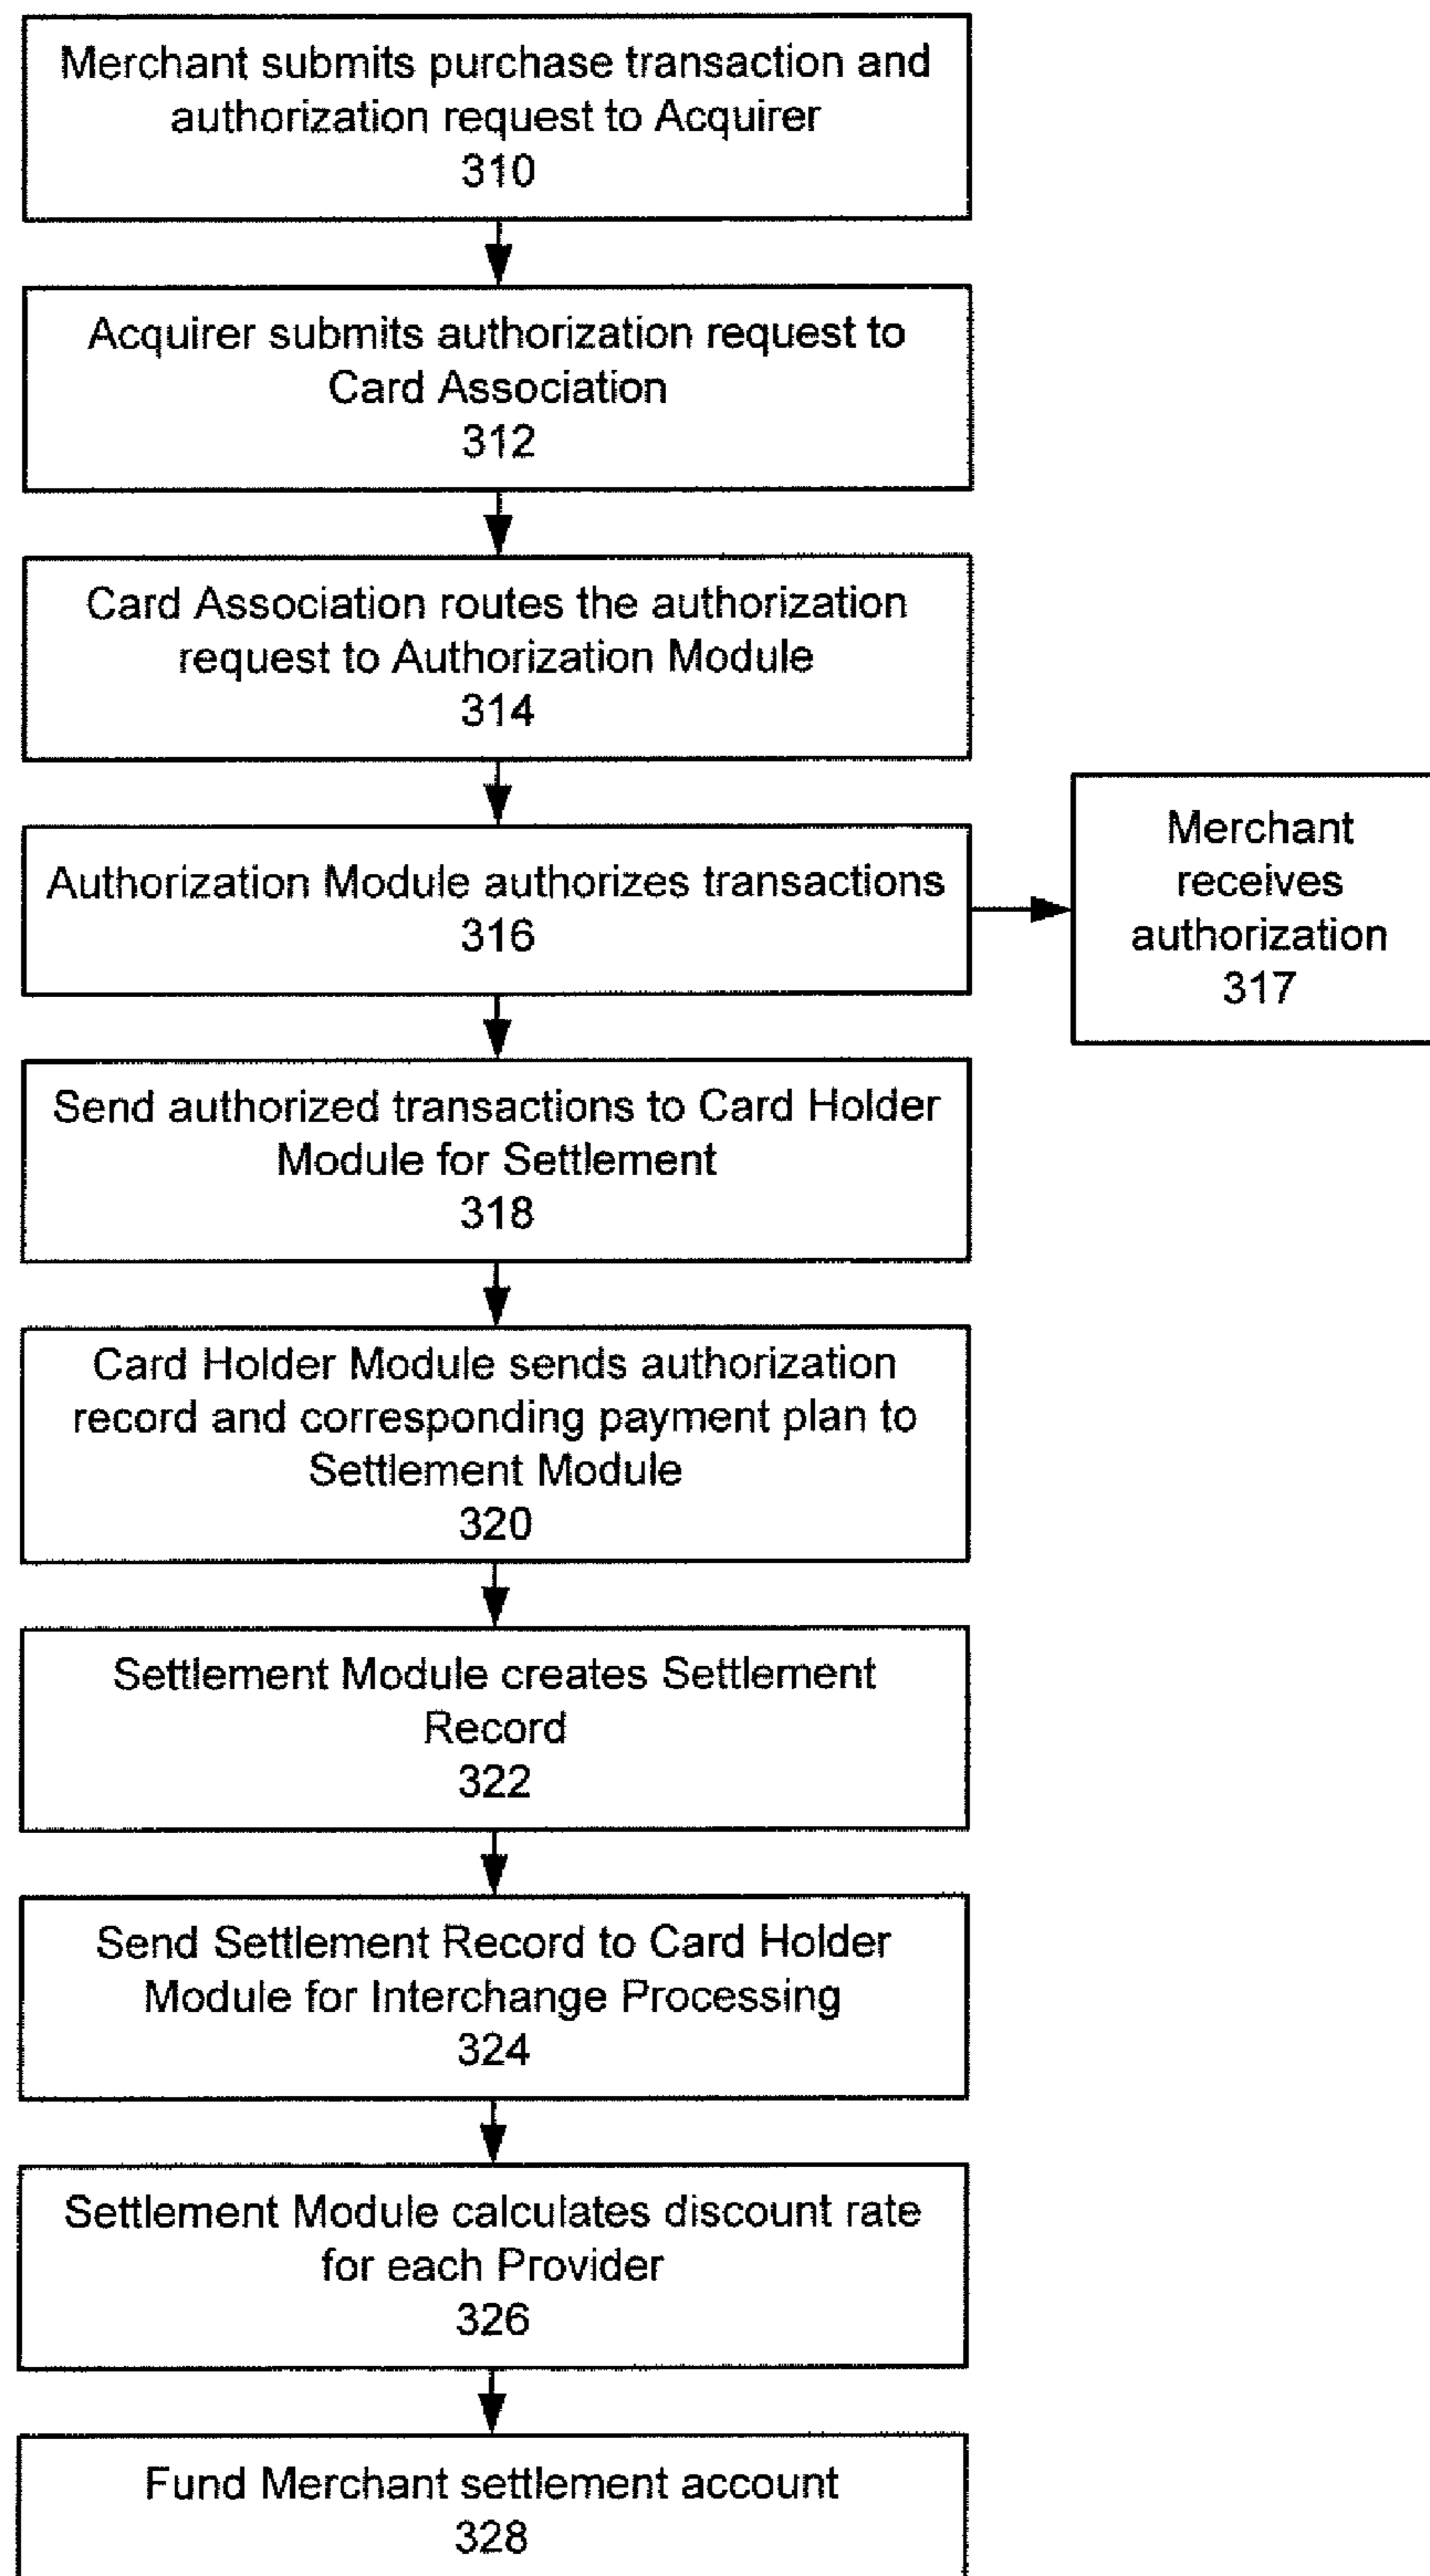 Merchant submits purchase transaction and
authorization request to Acquirer
310
Acquirer submits authorization request to
Card Association
312
Card Association routes the authorization
request to Authorization Module
314
Authorization Module authorizes transactions
316
Merchant
receives
authorization
317
Send authorized transactions to Card Holder
Module for Settlement
318
Card Holder Module sends authorization
record and corresponding payment plan to
Settlement Module
320
Settlement Module creates Settlement
Record
322
Send Settlement Record to Card Holder
Module for Interchange Processing
324
Settlement Module calculates discount rate
for each Provider
326
Fund Merchant settlement account
328